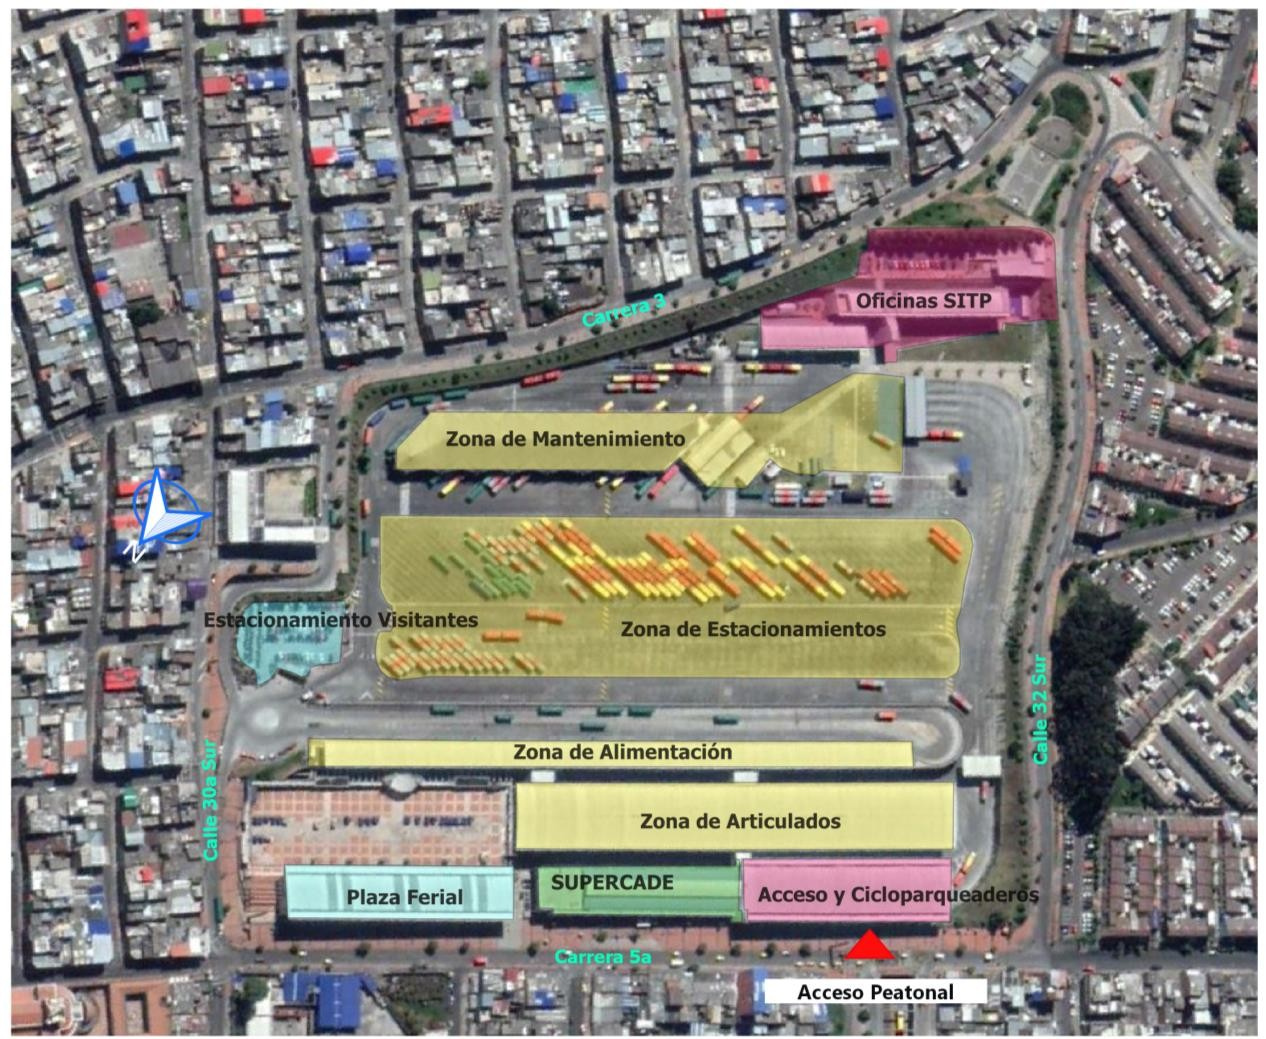 Oficinas SITP
Carrera 3
Zona de Mantenimiento
N
Estacionamiento Visitantes
Zona de Estacionamientos
Calle 32 Sur
Zona de Alimentación
Calle 30a Sur
Zona de Articulados
SUPERCADE
Plaza Ferial
Acceso y Cicloparqueaderos
Carrera 5a
Acceso Peatonal